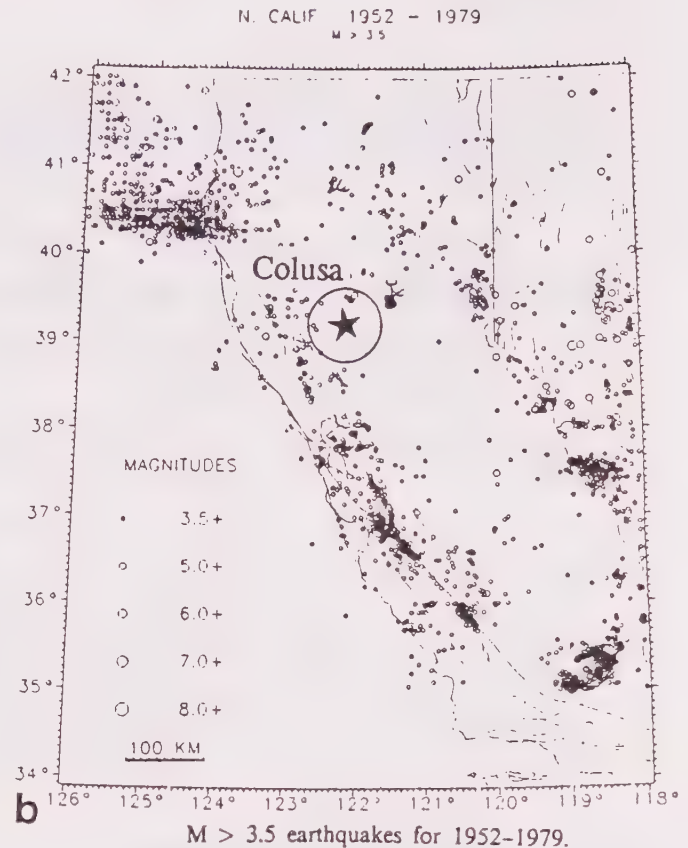 N. CALIF 1952 - 1979
M > 3.5
42°
41°
40°
Colusa
39°
38°
MAGNITUDES
37°
3.5+
5.0+
36°
6.0+
7.0+
35°
8.0+
100 KM
34°
b
126° 125° 124° 123° 122° 121° 120° 119° 118°
M > 3.5 earthquakes for 1952-1979.